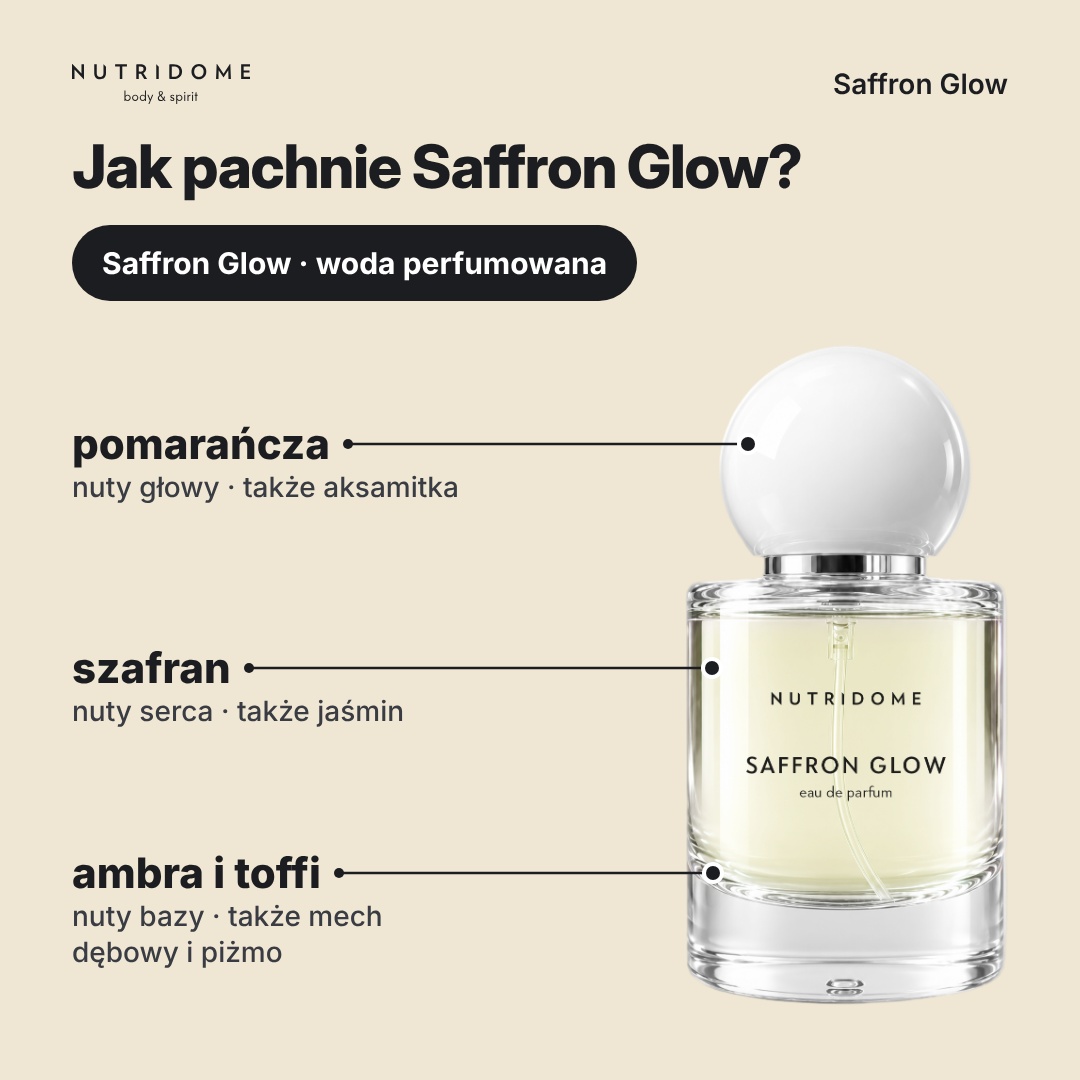 NUTRIDOME
body & spirit
Saffron Glow
Jak pachnie Saffron Glow?
Saffron Glow · woda perfumowana
pomarańcza
nuty głowy · także aksamitka
szafran
nuty serca · także jaśmin
ambra i toffi
nuty bazy · także mech
dębowy i piżmo
NUTRIDOME
SAFFRON GLOW
eau de parfum